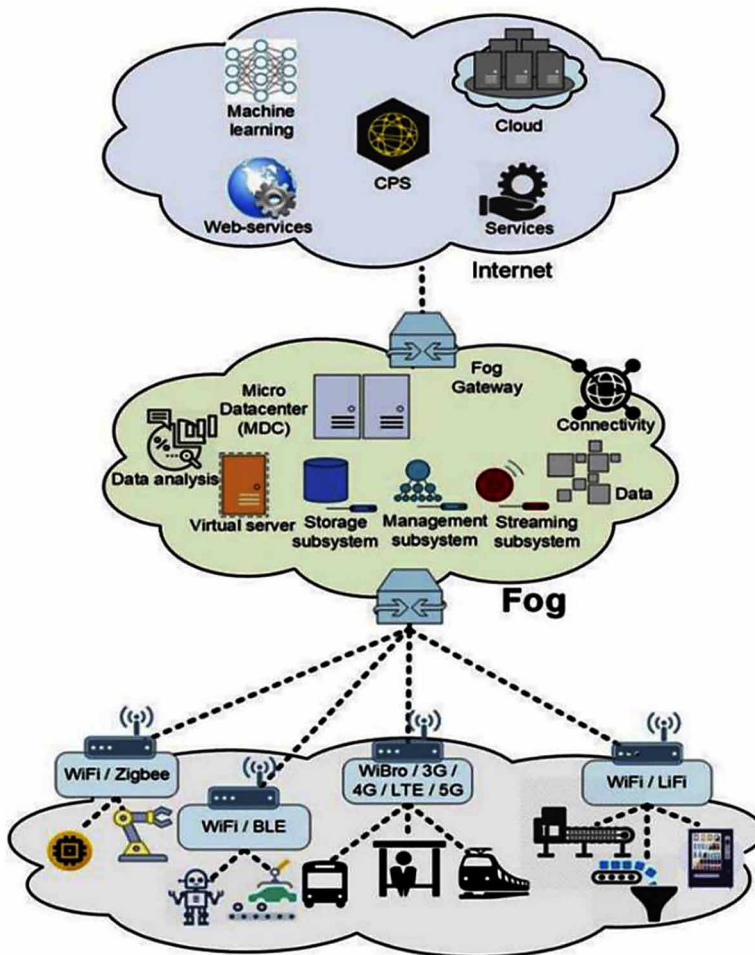 Machine
learning
Cloud
CPS
Web-services
Services
Internet
Fog
Gateway
Micro
Datacenter
(MDC)
Connectivity
Data analysis
Virtual server
Storage
subsystem
Management
subsystem
Streaming
subsystem
Data
Fog
WiFi / Zigbee
WiFi / BLE
WiBro / 3G /
4G / LTE / 5G
WiFi / LiFi